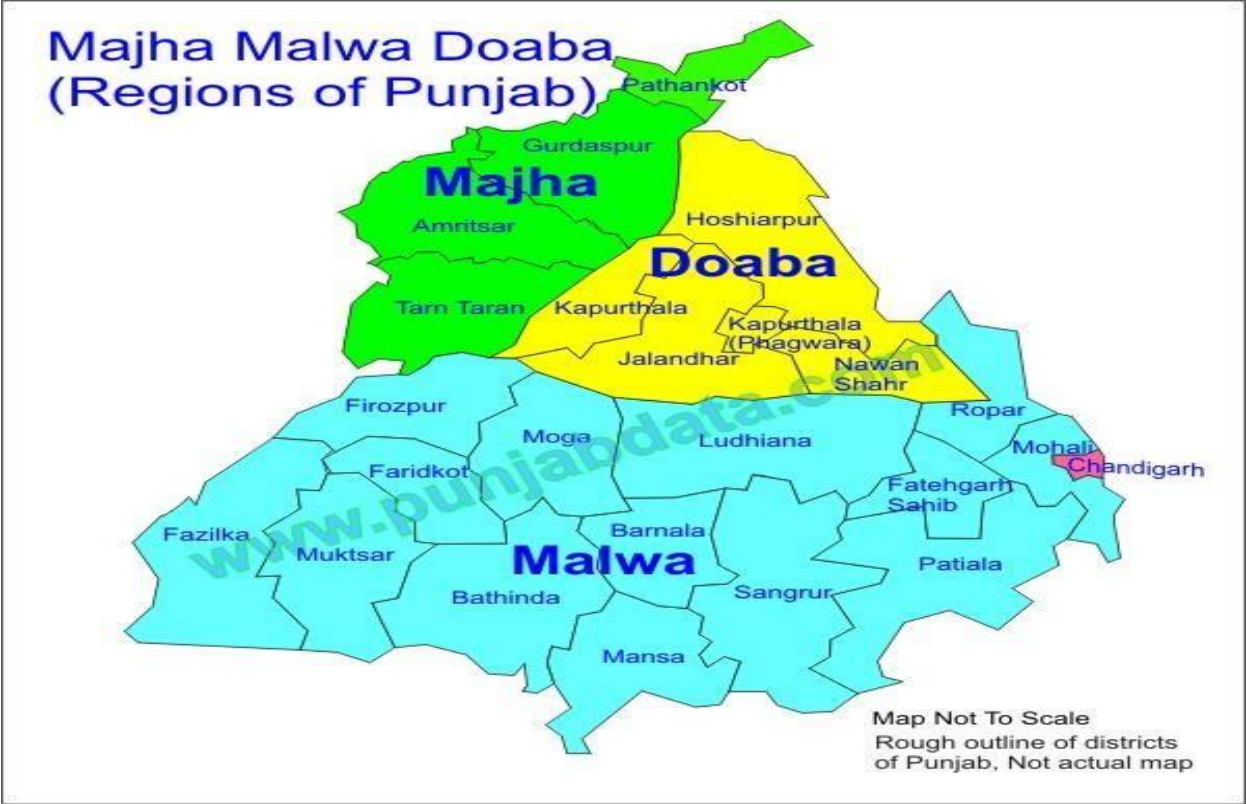 Majha Malwa Doaba
(Regions of Punjab)
Pathankot
Gurdaspur
Majha
Amritsar
Hoshiarpur
Doaba
Tarn Taran
Kapurthala
Kapurthala
(Phagwara)
Jalandhar
Nawan
Shahr
Firozpur
Moga
Ludhiana
Ropar
Mohali
Chandigarh
Faridkot
Fatehgarh
Sahib
Fazilka
Muktsar
Barnala
Malwa
Patiala
Bathinda
Sangrur
Mansa
www.punjabdata.com
Map Not To Scale
Rough outline of districts
of Punjab, Not actual map